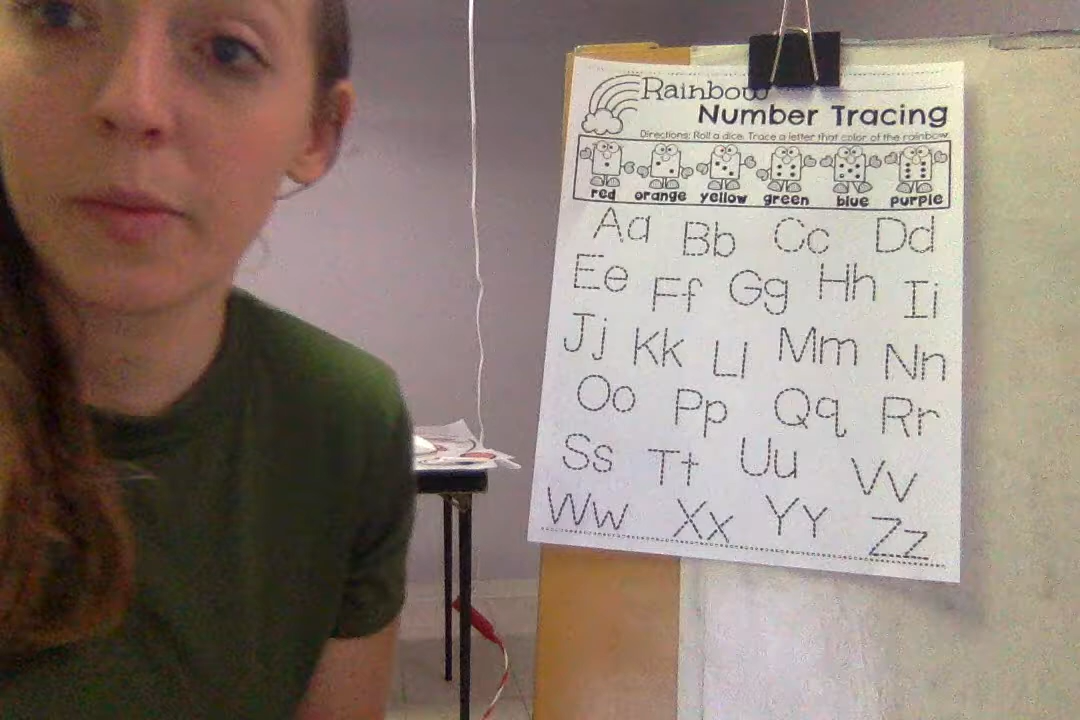 Rainbow
Number Tracing
Directions: Roll a dice. Trace a letter that color of the rainbow.
red orange yellow green blue purple
Aa Bb Cc Dd
Ee Ff Gg Hh Ii
Jj Kk Ll Mm Nn
Oo Pp Qq Rr
Ss Tt Uu Vv
Ww Xx Yy Zz